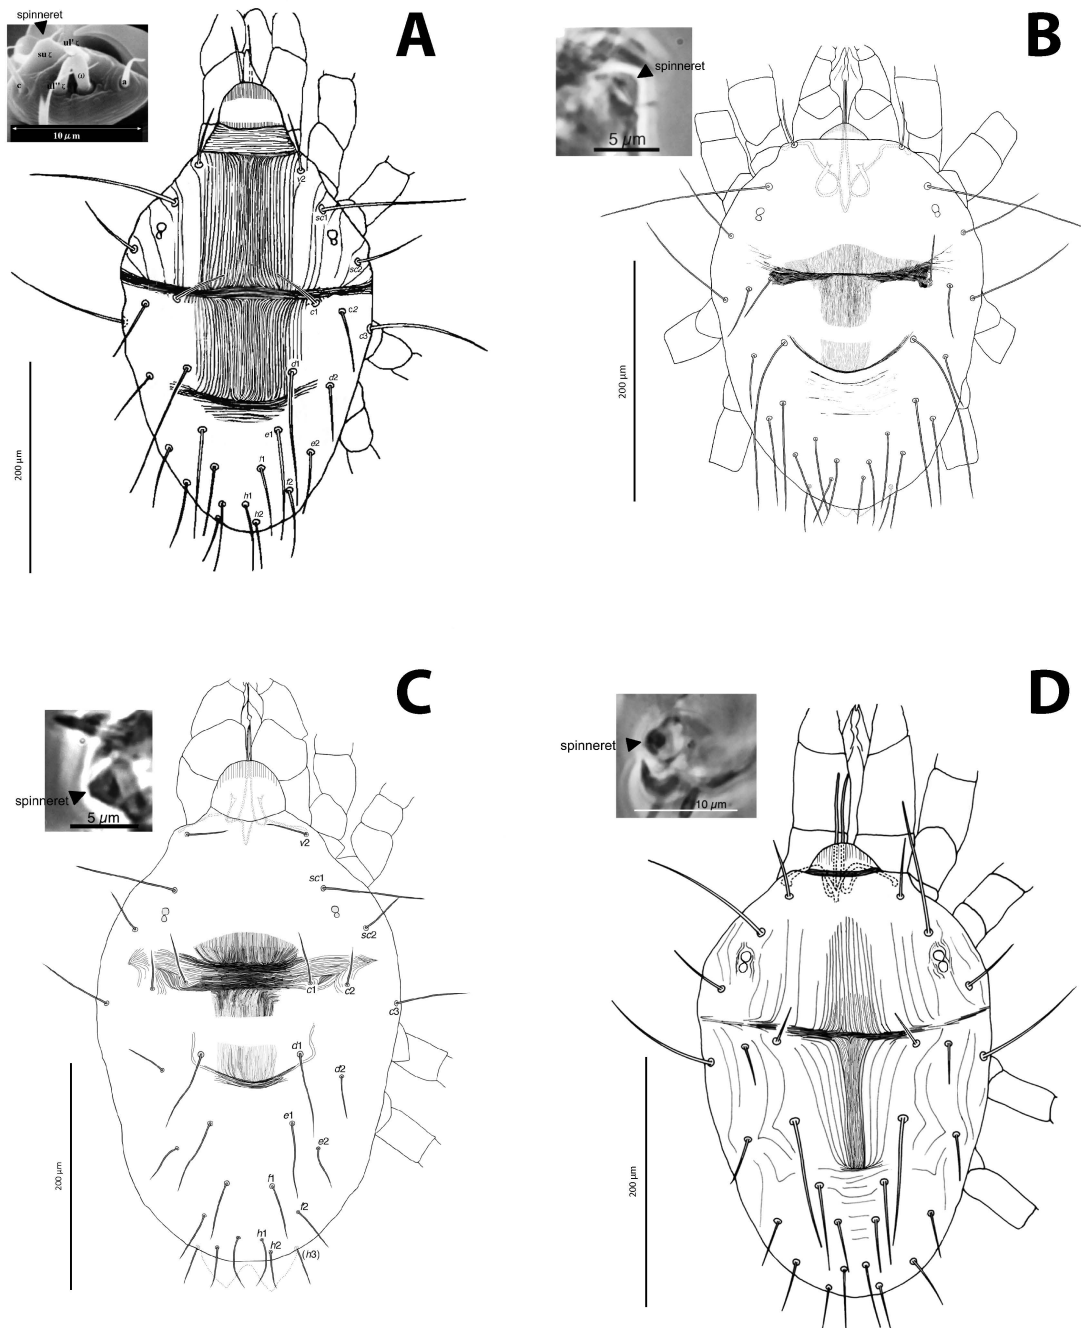 spinneret
A
ul' ζ
su ζ
ω
c
ul'' ζ
a
10 μm
v2
sc1
sc2
c1
c2
c3
d1
d2
e1
e2
f1
f2
h1
h2
200 μm
B
spinneret
5 μm
200 μm
C
spinneret
5 μm
v2
sc1
sc2
c1
c2
c3
d1
d2
e1
e2
f1
f2
h1
h2
(h3)
200 μm
D
spinneret
10 μm
200 μm